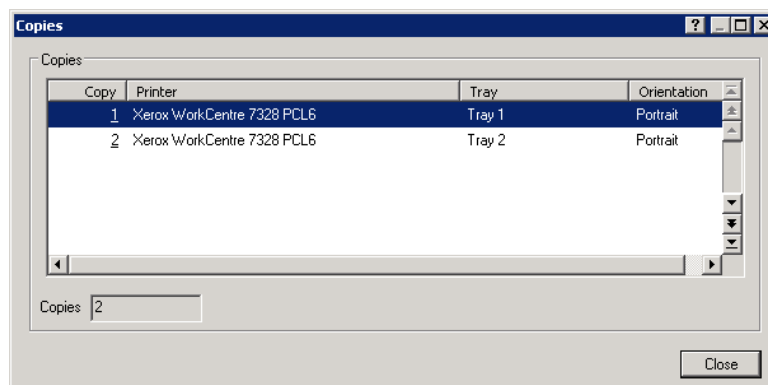 Copies
Copies
Copy Printer Tray Orientation
1 Xerox WorkCentre 7328 PCL6 Tray 1 Portrait
2 Xerox WorkCentre 7328 PCL6 Tray 2 Portrait
Copies 2
Close